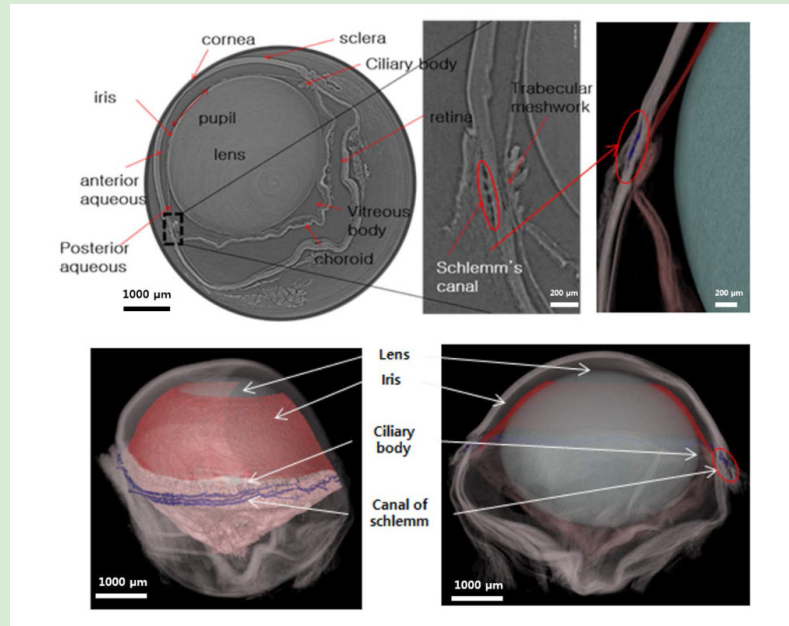 cornea
sclera
Ciliary body
iris
pupil
retina
lens
anterior
aqueous
Vitreous
body
Posterior
aqueous
choroid
1000 μm
Trabecular
meshwork
Schlemm's
canal
200 μm
200 μm
Lens
Iris
Ciliary
body
Canal of
schlemm
1000 μm
1000 μm